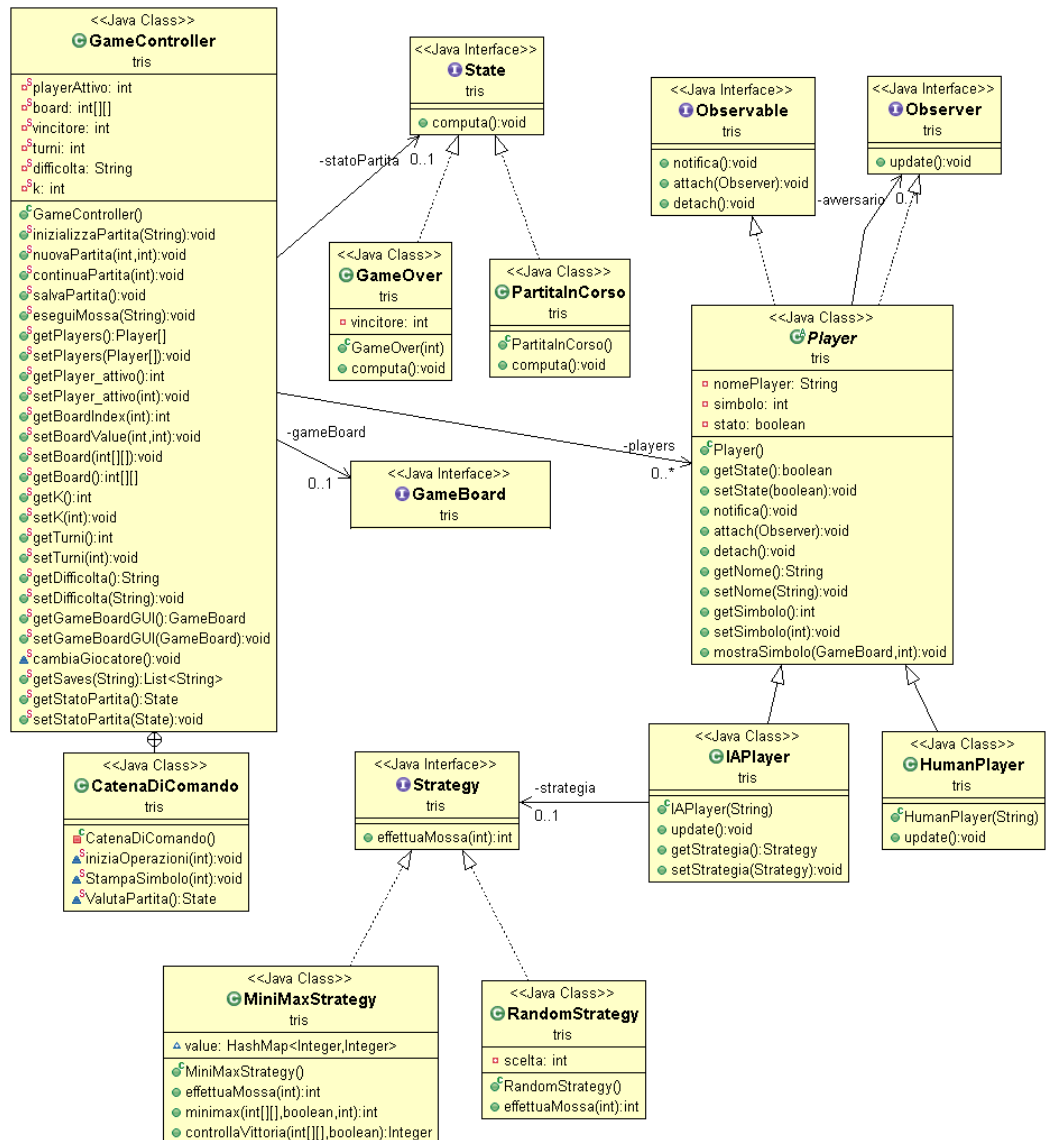 <<Java Class>>
GameController
tris
playerAttivo: int
board: int[][]
vincitore: int
turni: int
difficolta: String
k: int
GameController()
inizializzaPartita(String):void
nuovaPartita(int,int):void
continuaPartita(int):void
salvaPartita():void
eseguiMossa(String):void
getPlayers():Player[]
setPlayers(Player[]):void
getPlayer_attivo():int
setPlayer_attivo(int):void
getBoardIndex(int):int
setBoardValue(int,int):void
setBoard(int[][]):void
getBoard():int[][]
getK():int
setK(int):void
getTurni():int
setTurni(int):void
getDifficolta():String
setDifficolta(String):void
getGameBoardGUI():GameBoard
setGameBoardGUI(GameBoard):void
cambiaGiocatore():void
getSaves(String):List<String>
getStatoPartita():State
setStatoPartita(State):void
<<Java Interface>>
State
tris
computa():void
-statoPartita
0..1
<<Java Interface>>
Observable
tris
notifica():void
attach(Observer):void
detach():void
<<Java Interface>>
Observer
tris
update():void
-avversario
0..1
<<Java Class>>
GameOver
tris
vincitore: int
GameOver(int)
computa():void
<<Java Class>>
PartitaInCorso
tris
PartitaInCorso()
computa():void
<<Java Class>>
Player
tris
nomePlayer: String
simbolo: int
stato: boolean
Player()
getState():boolean
setState(boolean):void
notifica():void
attach(Observer):void
detach():void
getNome():String
setNome(String):void
getSimbolo():int
setSimbolo(int):void
mostraSimbolo(GameBoard,int):void
-gameBoard
0..1
-players
0..*
<<Java Interface>>
GameBoard
tris
<<Java Class>>
CatenaDiComando
tris
CatenaDiComando()
iniziaOperazioni(int):void
StampaSimbolo(int):void
ValutaPartita():State
<<Java Interface>>
Strategy
tris
effettuaMossa(int):int
-strategia
0..1
<<Java Class>>
IAPlayer
tris
IAPlayer(String)
update():void
getStrategia():Strategy
setStrategia(Strategy):void
<<Java Class>>
HumanPlayer
tris
HumanPlayer(String)
update():void
<<Java Class>>
MiniMaxStrategy
tris
value: HashMap<Integer,Integer>
MiniMaxStrategy()
effettuaMossa(int):int
minimax(int[][],boolean,int):int
controllaVittoria(int[][],boolean):Integer
<<Java Class>>
RandomStrategy
tris
scelta: int
RandomStrategy()
effettuaMossa(int):int